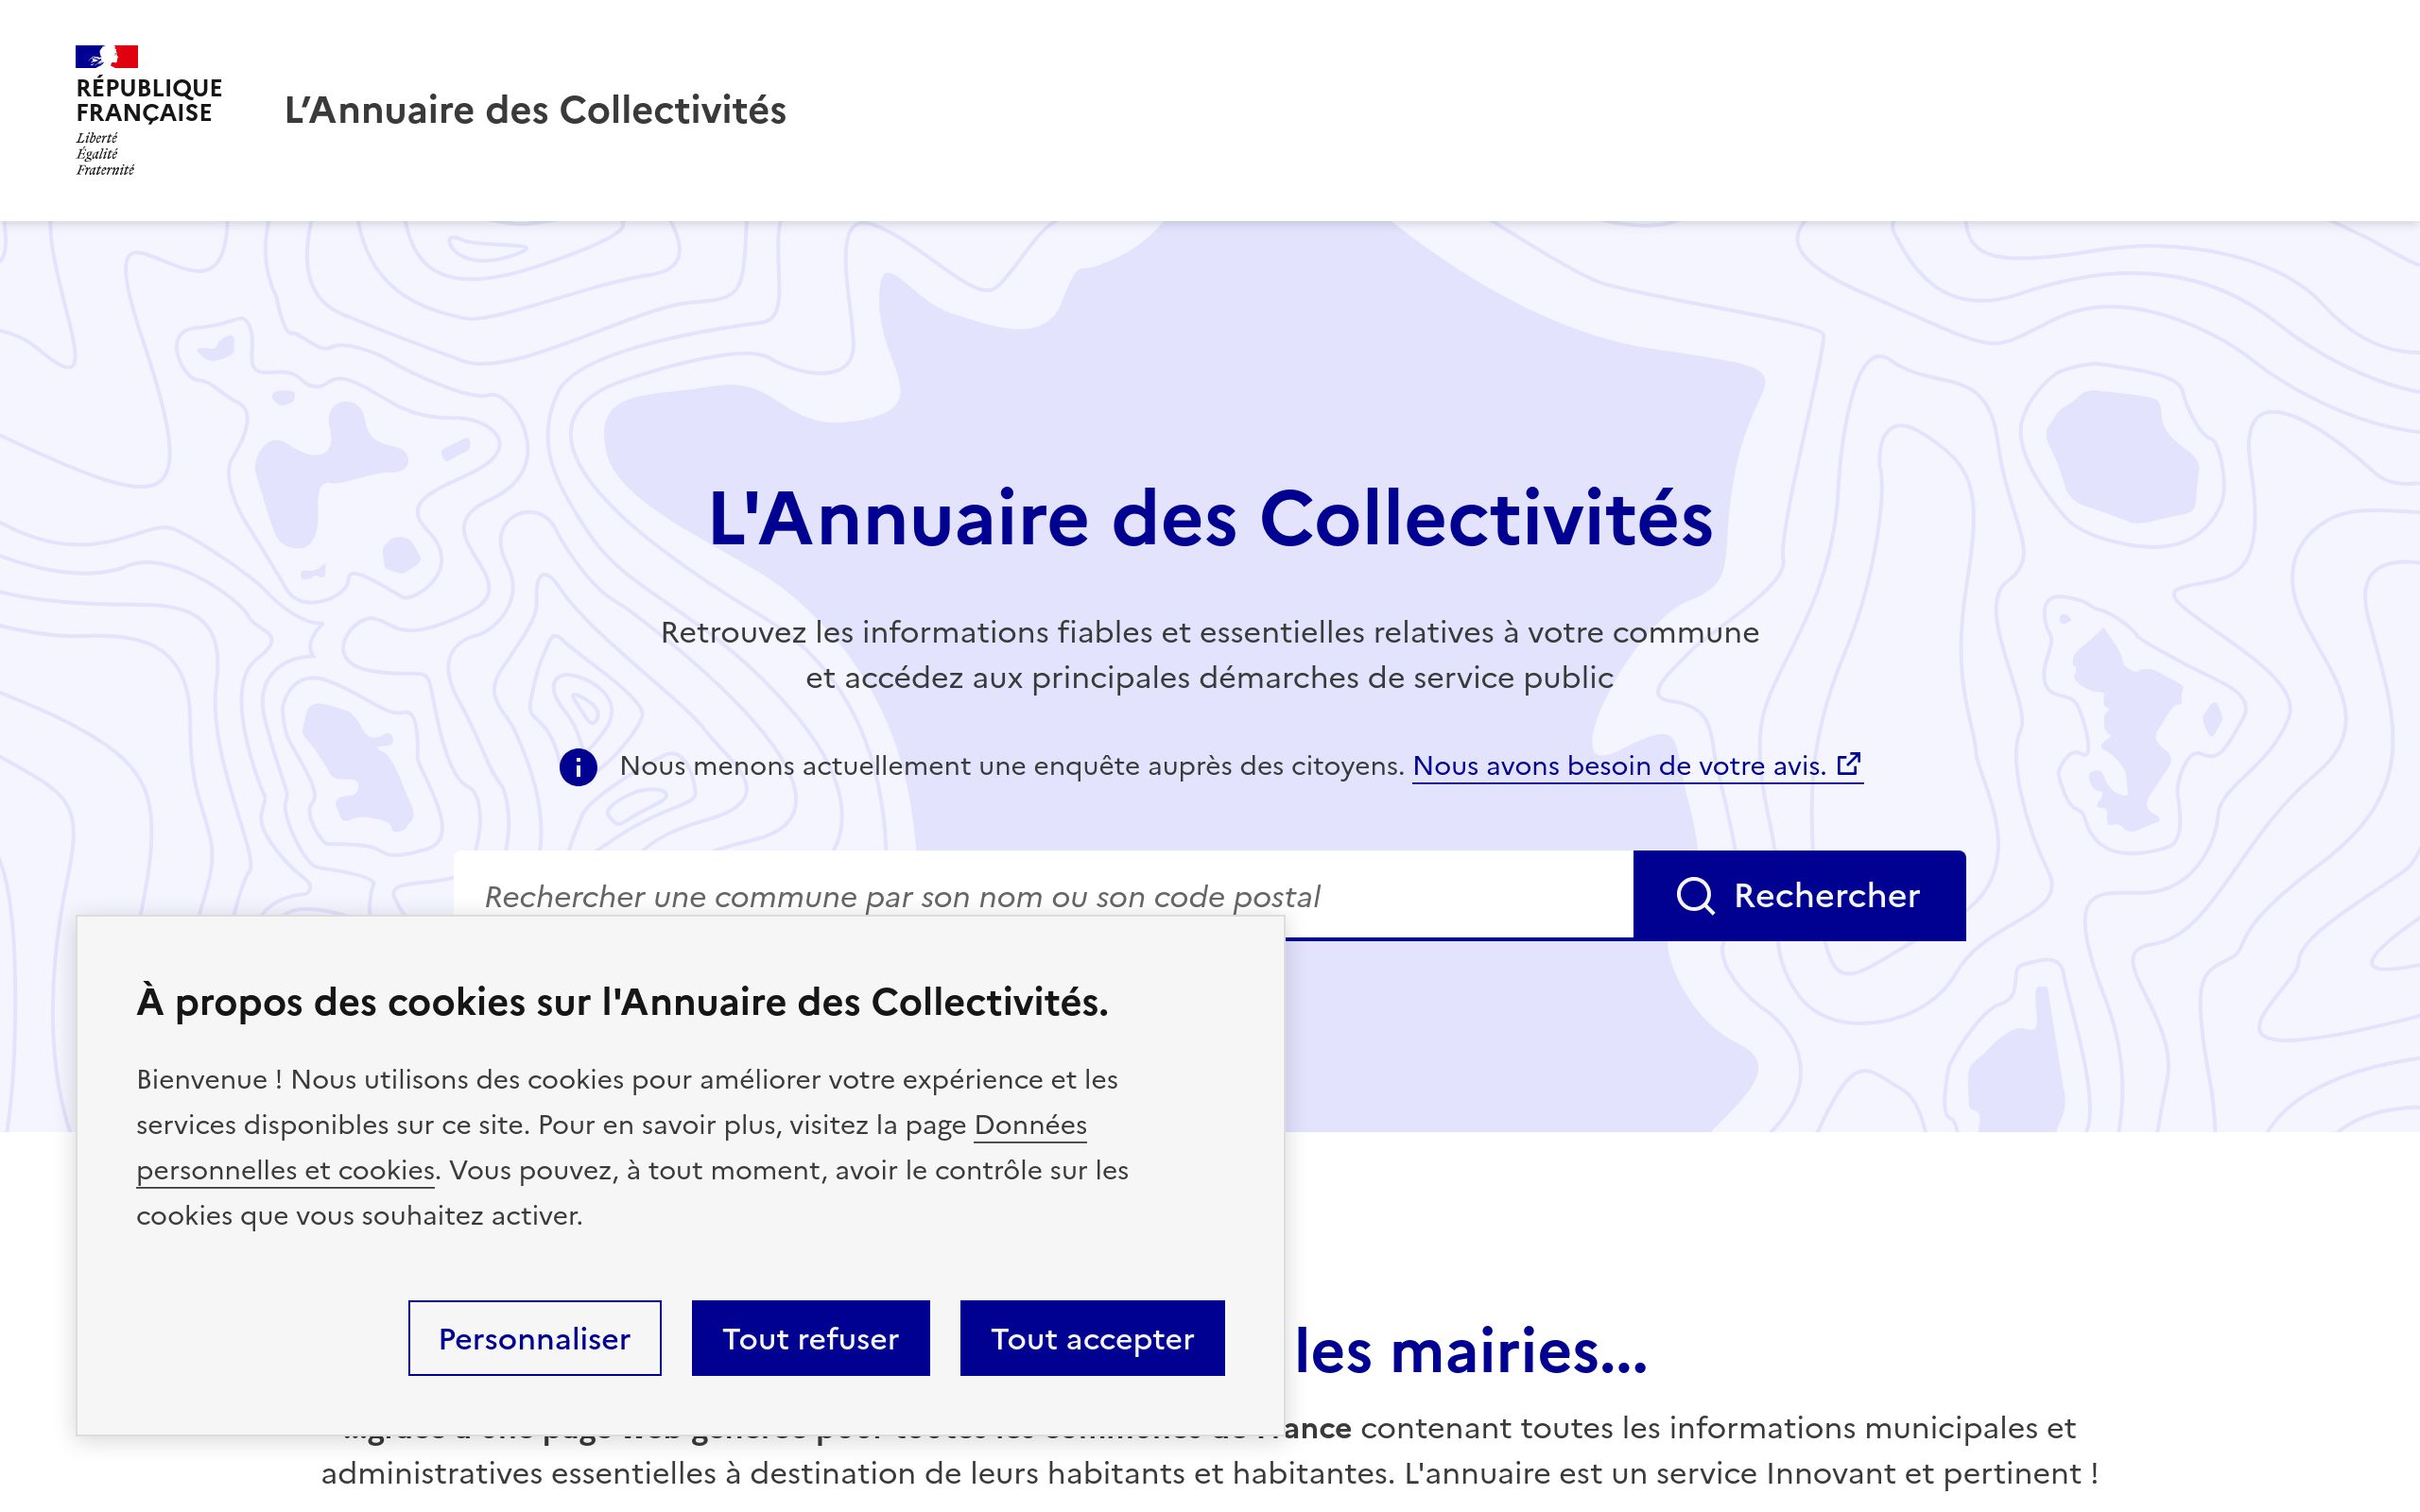 RÉPUBLIQUE
FRANÇAISE
Liberté
Égalité
Fraternité
L’Annuaire des Collectivités
L'Annuaire des Collectivités
Retrouvez les informations fiables et essentielles relatives à votre commune
et accédez aux principales démarches de service public
Nous menons actuellement une enquête auprès des citoyens. Nous avons besoin de votre avis.
Rechercher une commune par son nom ou son code postal
Rechercher
À propos des cookies sur l'Annuaire des Collectivités.
Bienvenue ! Nous utilisons des cookies pour améliorer votre expérience et les
services disponibles sur ce site. Pour en savoir plus, visitez la page Données
personnelles et cookies. Vous pouvez, à tout moment, avoir le contrôle sur les
cookies que vous souhaitez activer.
Personnaliser
Tout refuser
Tout accepter
les mairies...
contenant toutes les informations municipales et
administratives essentielles à destination de leurs habitants et habitantes. L'annuaire est un service Innovant et pertinent !